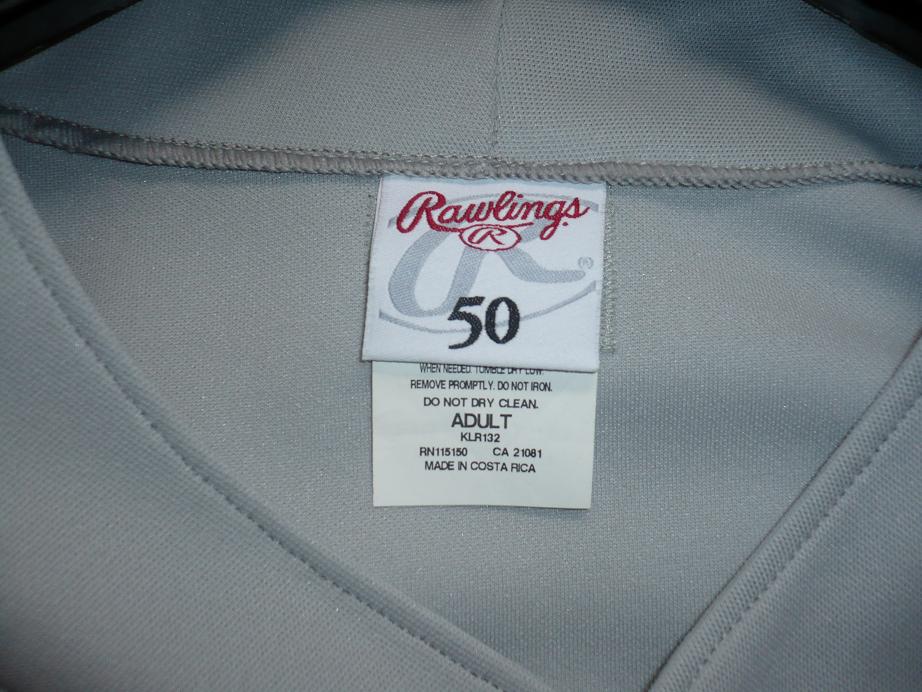 Rawlings
R
R®
50
WHEN NEEDED. TUMBLE DRY LOW.
REMOVE PROMPTLY. DO NOT IRON.
DO NOT DRY CLEAN.
ADULT
KLR132
RN115150 CA 21081
MADE IN COSTA RICA